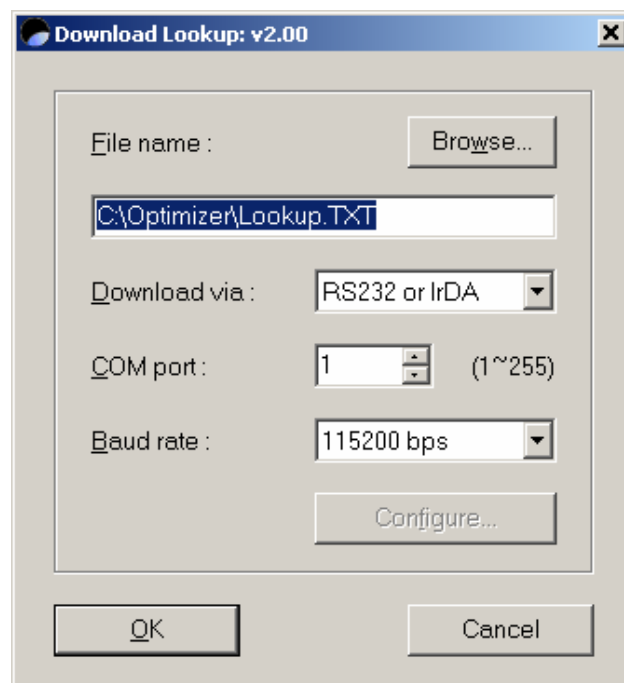 Download Lookup: v2.00
File name : Browse...
C:\Optimizer\Lookup.TXT
Download via : RS232 or IrDA
COM port : 1 (1~255)
Baud rate : 115200 bps
Configure...
OK Cancel